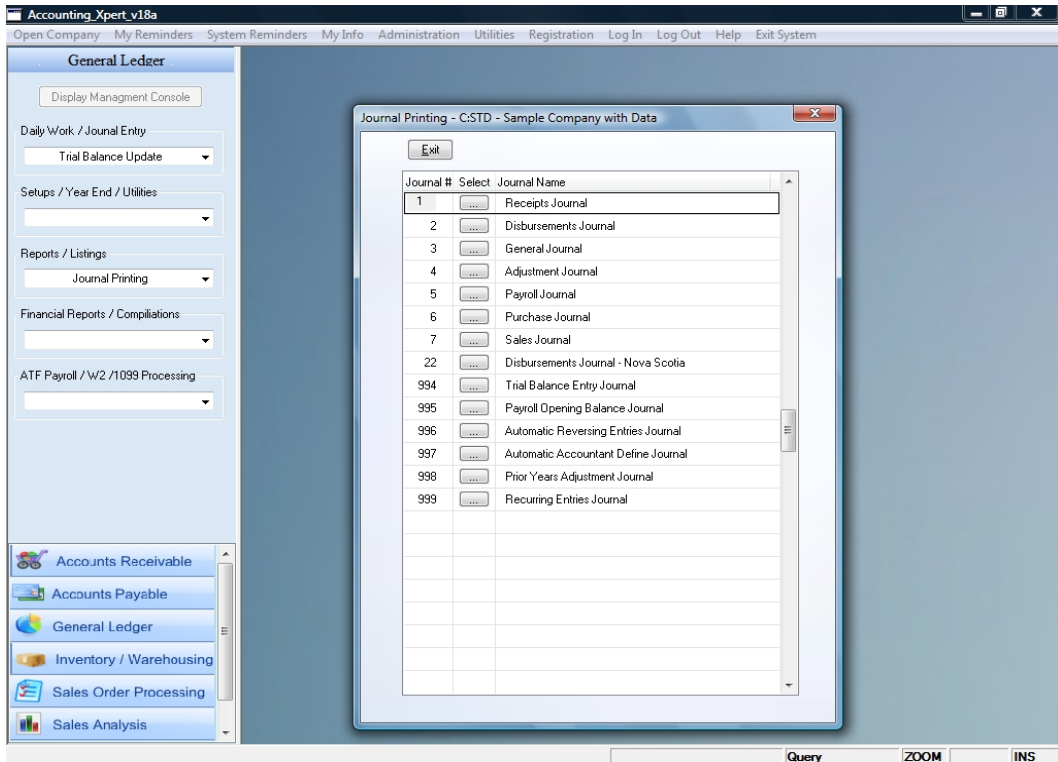 Accounting_Xpert_v18a
Open Company My Reminders System Reminders My Info Administration Utilities Registration Log In Log Out Help Exit System
General Ledger
Display Managment Console
Daily Work / Jounal Entry
Trial Balance Update
Setups / Year End / Utilities
Reports / Listings
Journal Printing
Financial Reports / Compiliations
ATF Payroll / W2 /1099 Processing
Accounts Receivable
Accounts Payable
General Ledger
Inventory / Warehousing
Sales Order Processing
Sales Analysis
Journal Printing - C:STD - Sample Company with Data
Exit
Journal # Select Journal Name
1 ... Receipts Journal
2 ... Disbursements Journal
3 ... General Journal
4 ... Adjustment Journal
5 ... Payroll Journal
6 ... Purchase Journal
7 ... Sales Journal
22 ... Disbursements Journal - Nova Scotia
994 ... Trial Balance Entry Journal
995 ... Payroll Opening Balance Journal
996 ... Automatic Reversing Entries Journal
997 ... Automatic Accountant Define Journal
998 ... Prior Years Adjustment Journal
999 ... Recurring Entries Journal
Query ZOOM INS